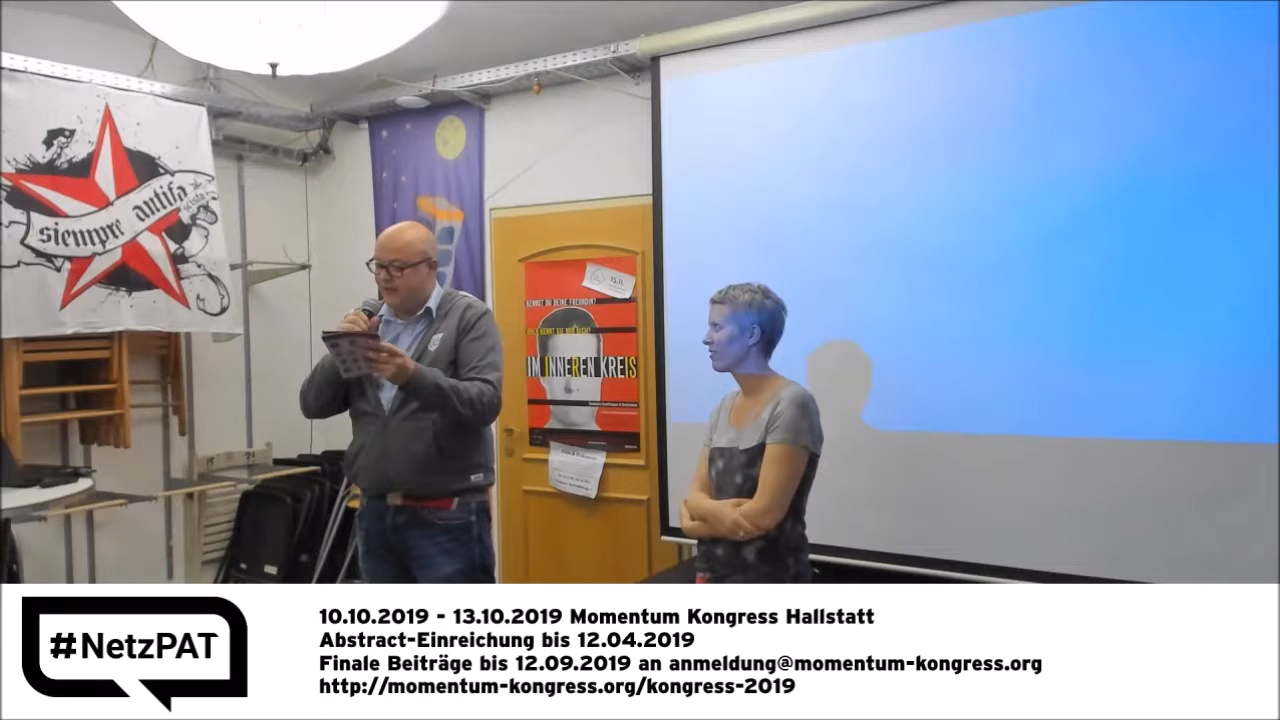 siempre antifa
KENNST DU DEINE FREUNDIN?
IM INNEREN KREIS
15.11.
#NetzPAT
10.10.2019 - 13.10.2019 Momentum Kongress Hallstatt
Abstract-Einreichung bis 12.04.2019
Finale Beiträge bis 12.09.2019 an anmeldung@momentum-kongress.org
http://momentum-kongress.org/kongress-2019